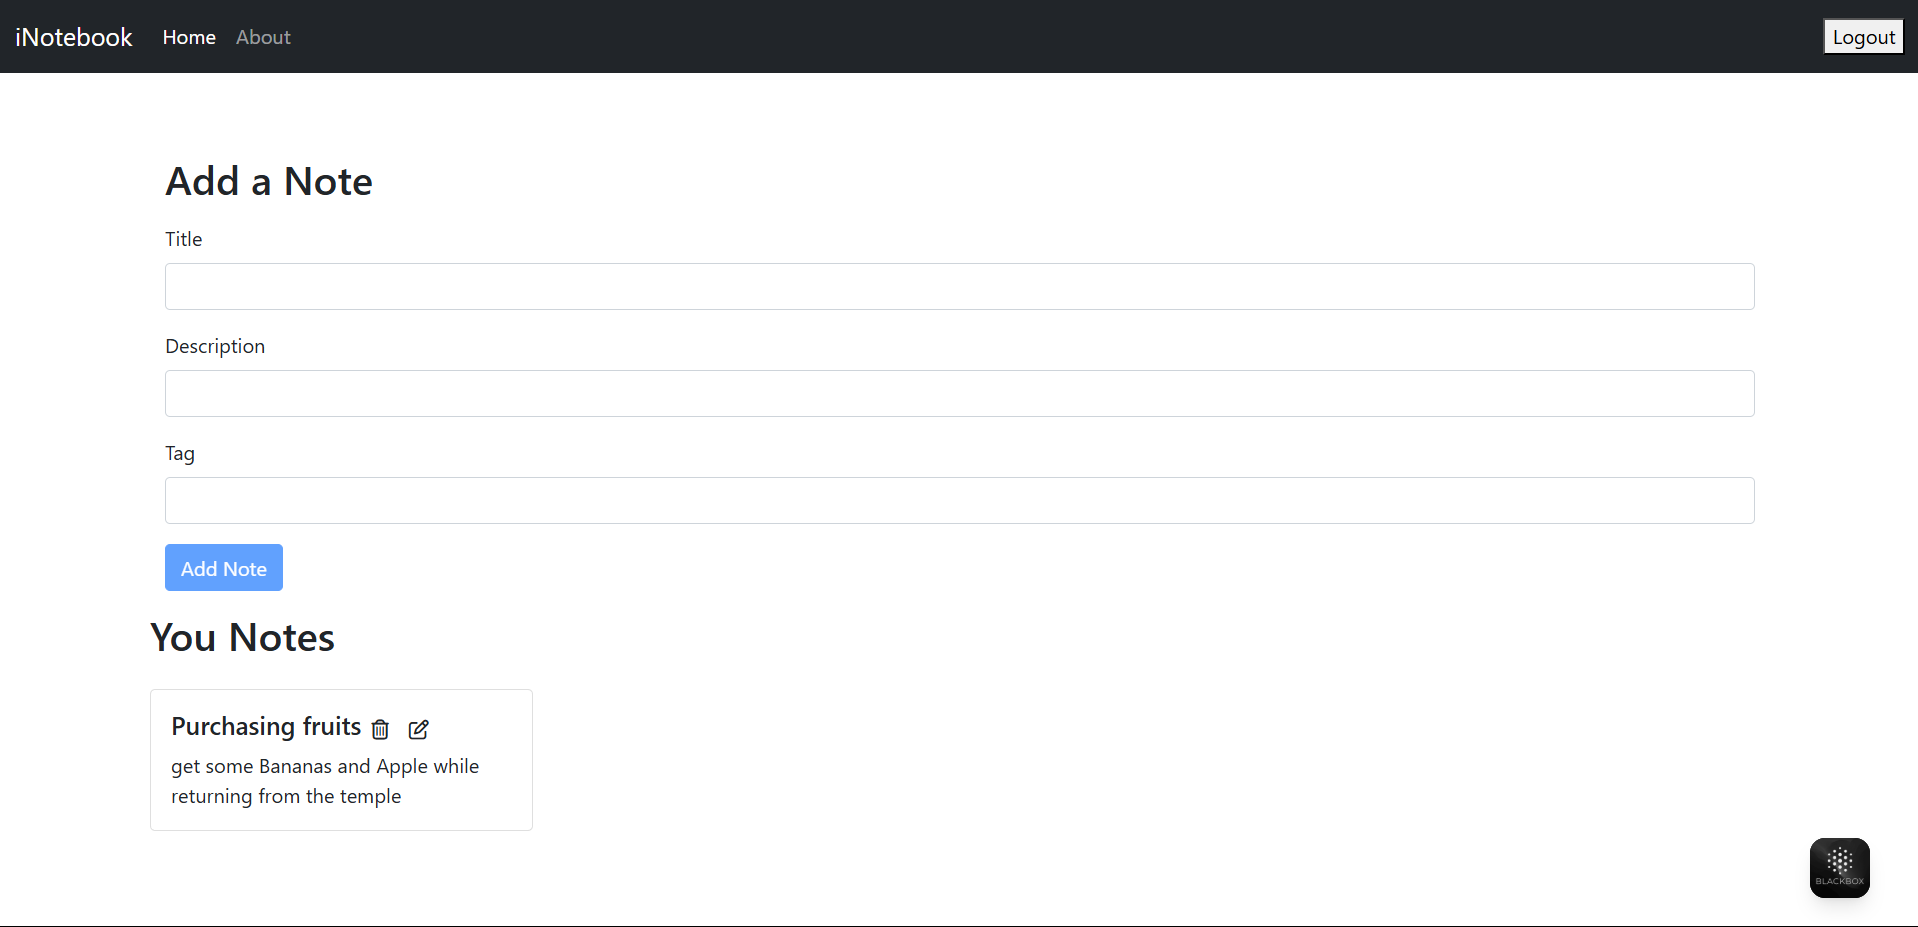 iNotebook Home About Logout
Add a Note
Title
Description
Tag
Add Note
You Notes
Purchasing fruits
get some Bananas and Apple while
returning from the temple
BLACKBOX